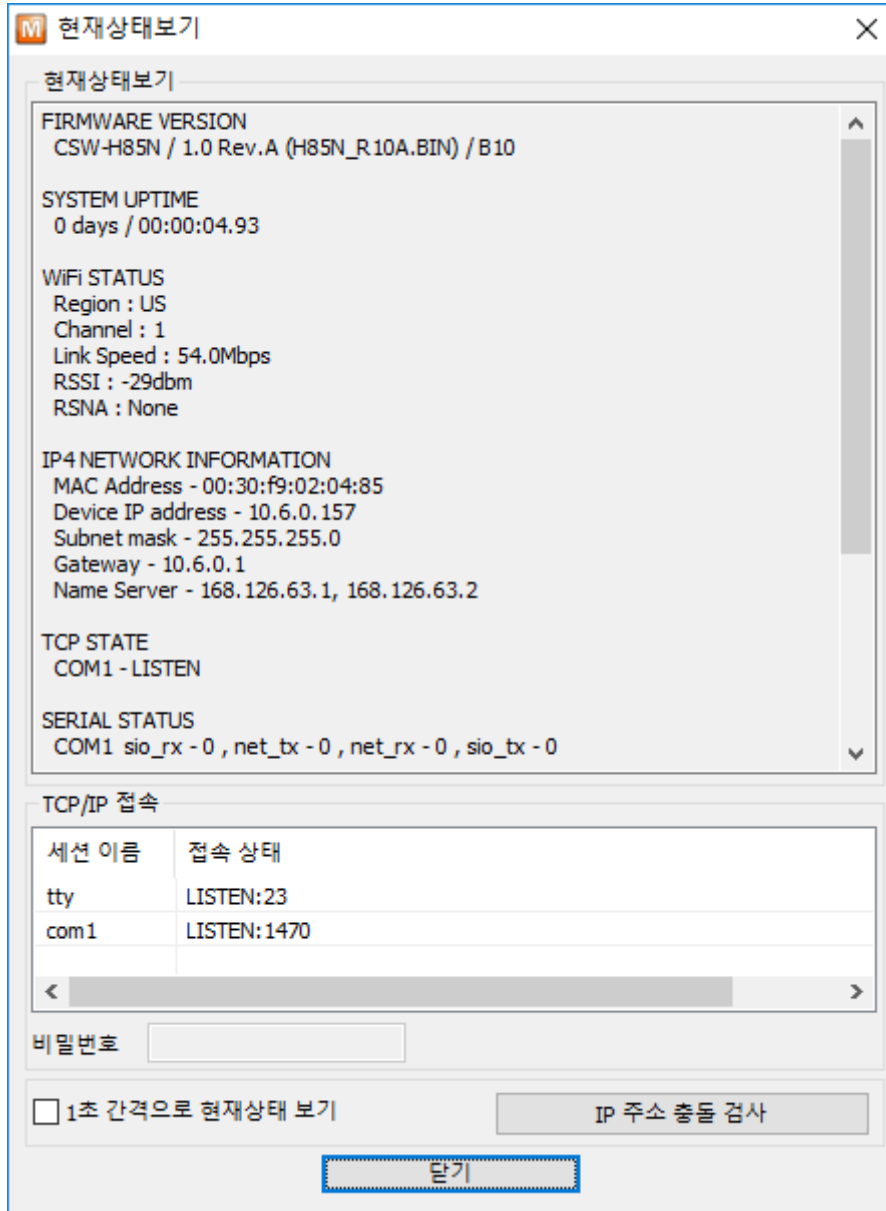 M 현재상태보기
현재상태보기
FIRMWARE VERSION
CSW-H85N / 1.0 Rev.A (H85N_R10A.BIN) / B10
SYSTEM UPTIME
0 days / 00:00:04.93
WiFi STATUS
Region : US
Channel : 1
Link Speed : 54.0Mbps
RSSI : -29dbm
RSNA : None
IP4 NETWORK INFORMATION
MAC Address - 00:30:f9:02:04:85
Device IP address - 10.6.0.157
Subnet mask - 255.255.255.0
Gateway - 10.6.0.1
Name Server - 168.126.63.1, 168.126.63.2
TCP STATE
COM1 - LISTEN
SERIAL STATUS
COM1 sio_rx - 0 , net_tx - 0 , net_rx - 0 , sio_tx - 0
TCP/IP 접속
세션 이름 접속 상태
tty LISTEN:23
com1 LISTEN:1470
비밀번호
1초 간격으로 현재상태 보기 IP 주소 충돌 검사
닫기